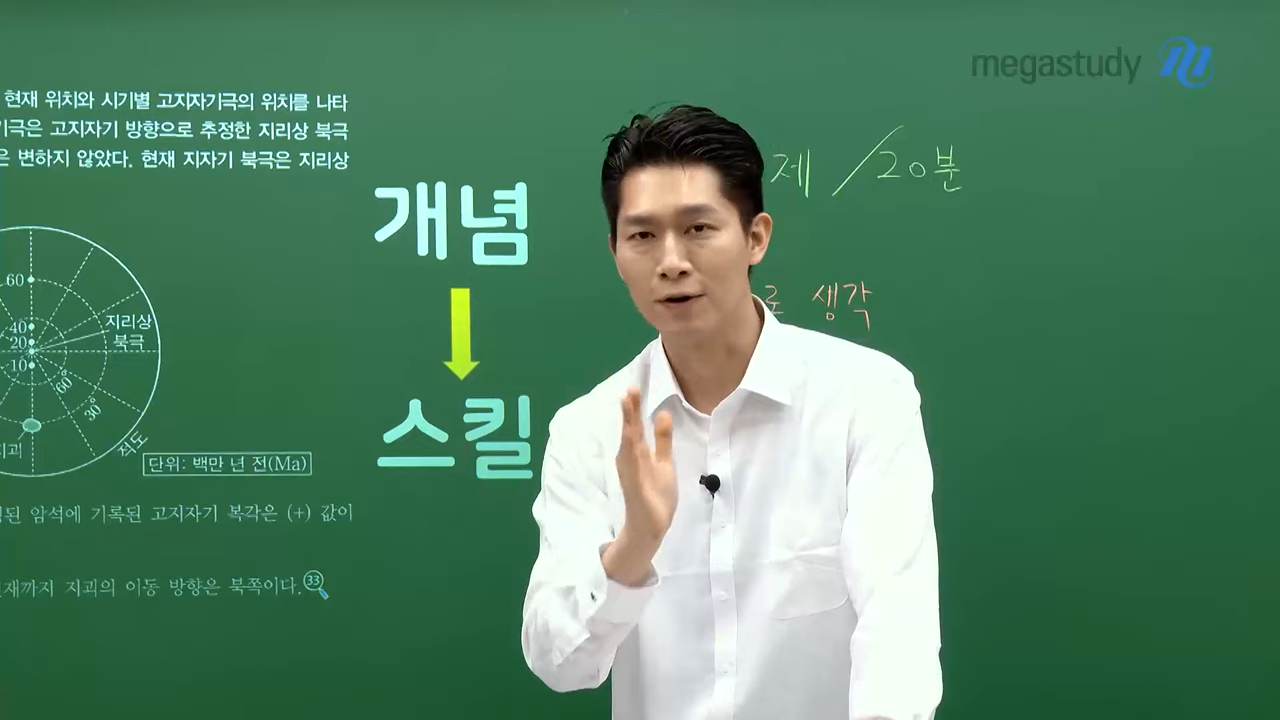 megastudy
현재 위치와 시기별 고지자기극의 위치를 나타
기극은 고지자기 방향으로 추정한 지리상 북극
은 변하지 않았다. 현재 지자기 북극은 지리상
제 /20분
개념
스킬
로 생각
60
40
20
10
지리상
북극
60°
30°
적도
지괴
단위: 백만 년 전(Ma)
된 암석에 기록된 고지자기 복각은 (+) 값이
재까지 지괴의 이동 방향은 북쪽이다.
33